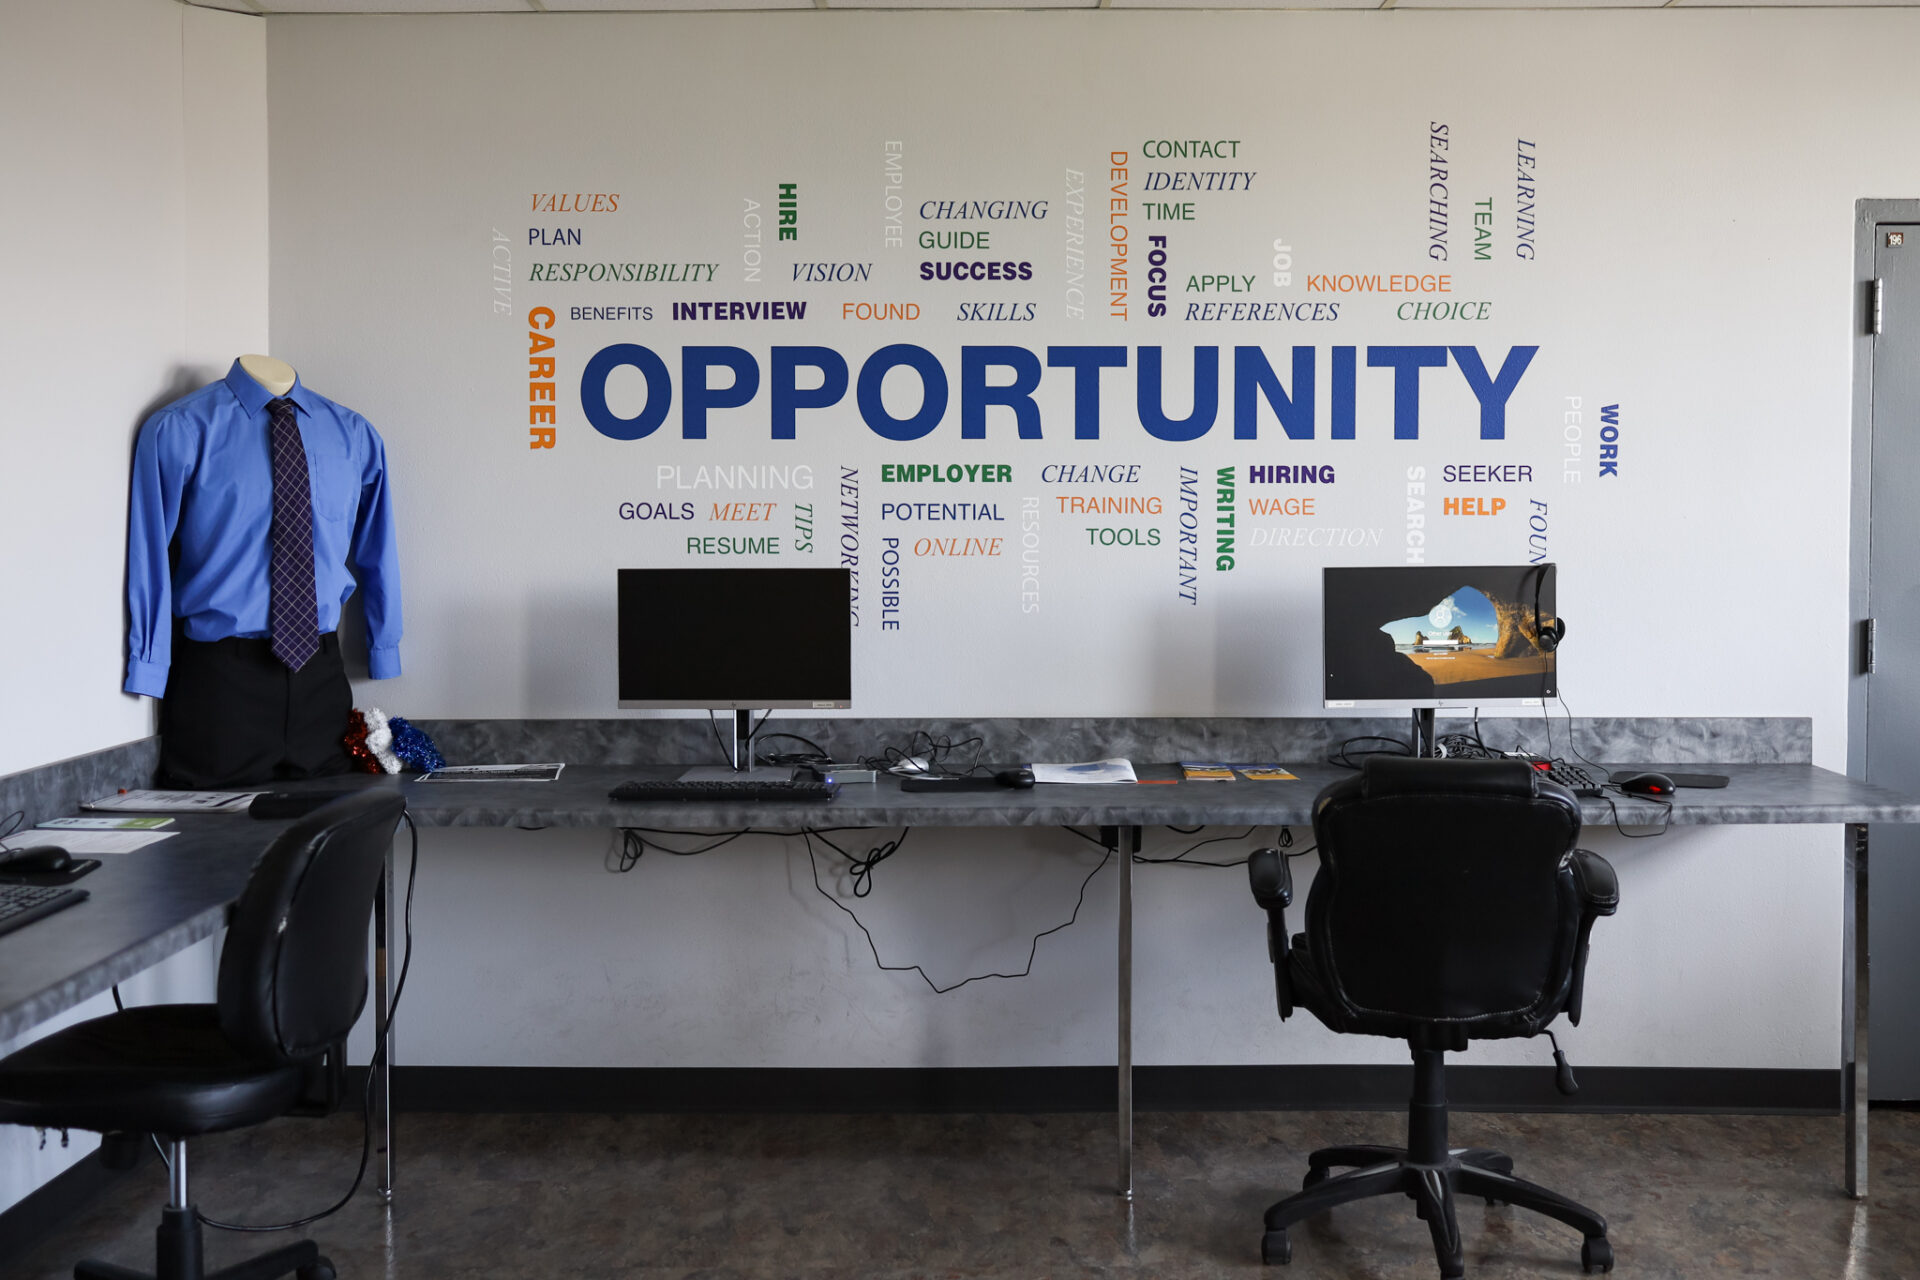 SEARCHING
LEARNING
EMPLOYEE
CONTACT
DEVELOPMENT
IDENTITY
EXPERIENCE
HIRE
VALUES
ACTION
CHANGING
TIME
TEAM
PLAN
ACTIVE
GUIDE
FOCUS
JOB
RESPONSIBILITY
VISION
SUCCESS
APPLY
KNOWLEDGE
CAREER
BENEFITS
INTERVIEW
FOUND
SKILLS
REFERENCES
CHOICE
OPPORTUNITY
PEOPLE
WORK
PLANNING
NETWORKING
EMPLOYER
CHANGE
IMPORTANT
WRITING
HIRING
SEARCH
SEEKER
GOALS
MEET
TIPS
POTENTIAL
RESOURCES
TRAINING
WAGE
HELP
FOUN
RESUME
POSSIBLE
ONLINE
TOOLS
DIRECTION
196
Other user
hp